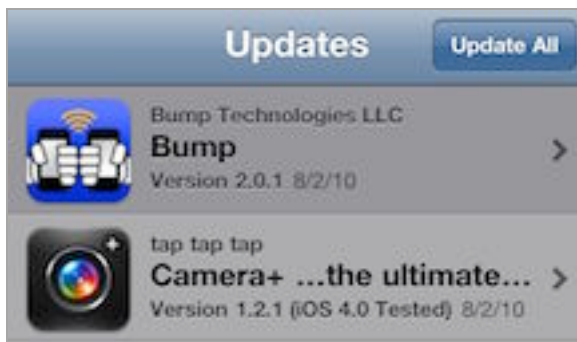 Updates
Update All
Bump Technologies LLC
Bump
Version 2.0.1 8/2/10
tap tap tap
Camera+ ...the ultimate...
Version 1.2.1 (iOS 4.0 Tested) 8/2/10